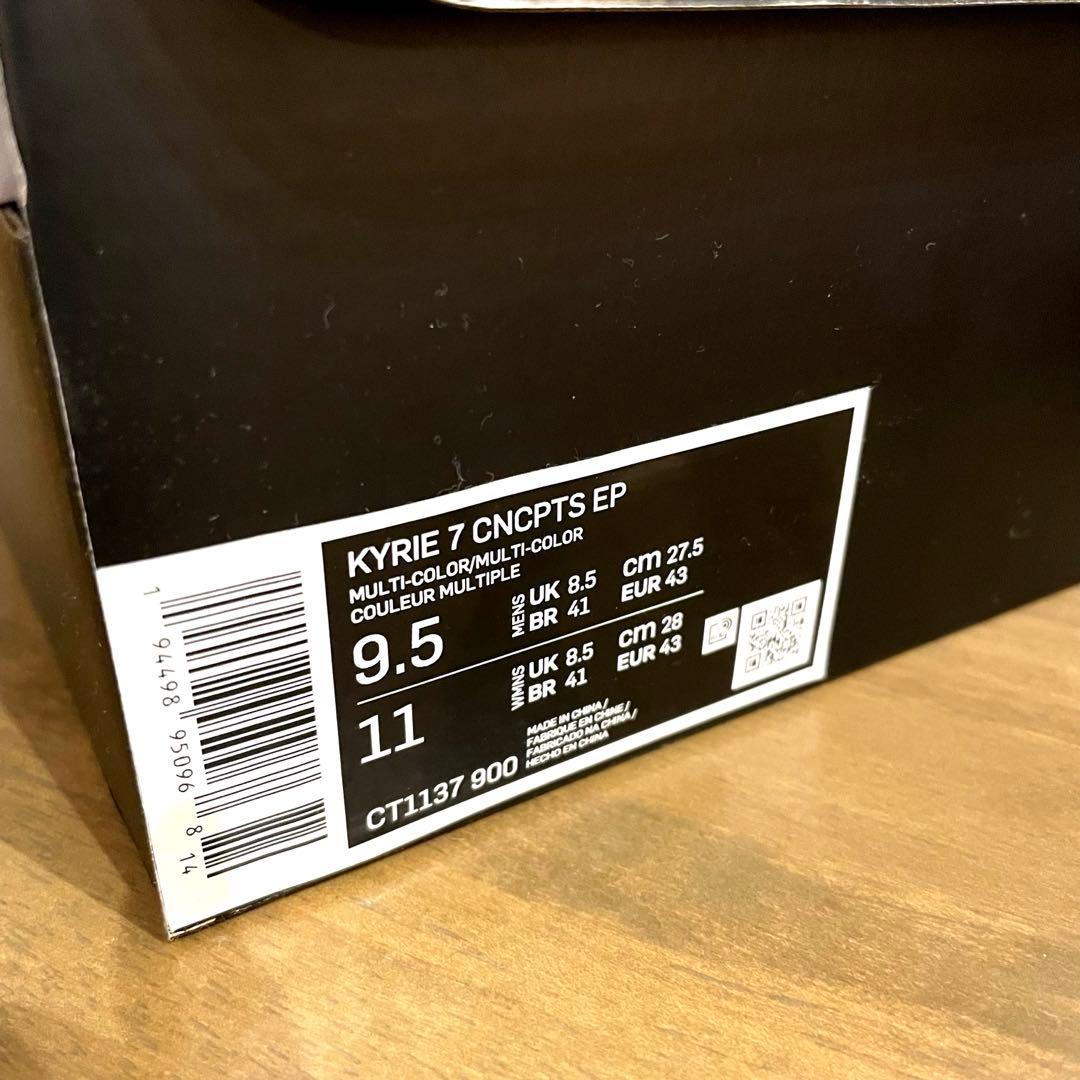 KYRIE 7 CNCPTS EP
MULTI-COLOR/MULTI-COLOR
COULEUR MULTIPLE
9.5
MENS
UK 8.5
BR 41
cm 27.5
EUR 43
11
WMNS
UK 8.5
BR 41
cm 28
EUR 43
CT1137 900
MADE IN CHINA/
FABRIQUE EN CHINE/
FABRICADO NA CHINA/
HECHO EN CHINA
1 94498 95096 8 14